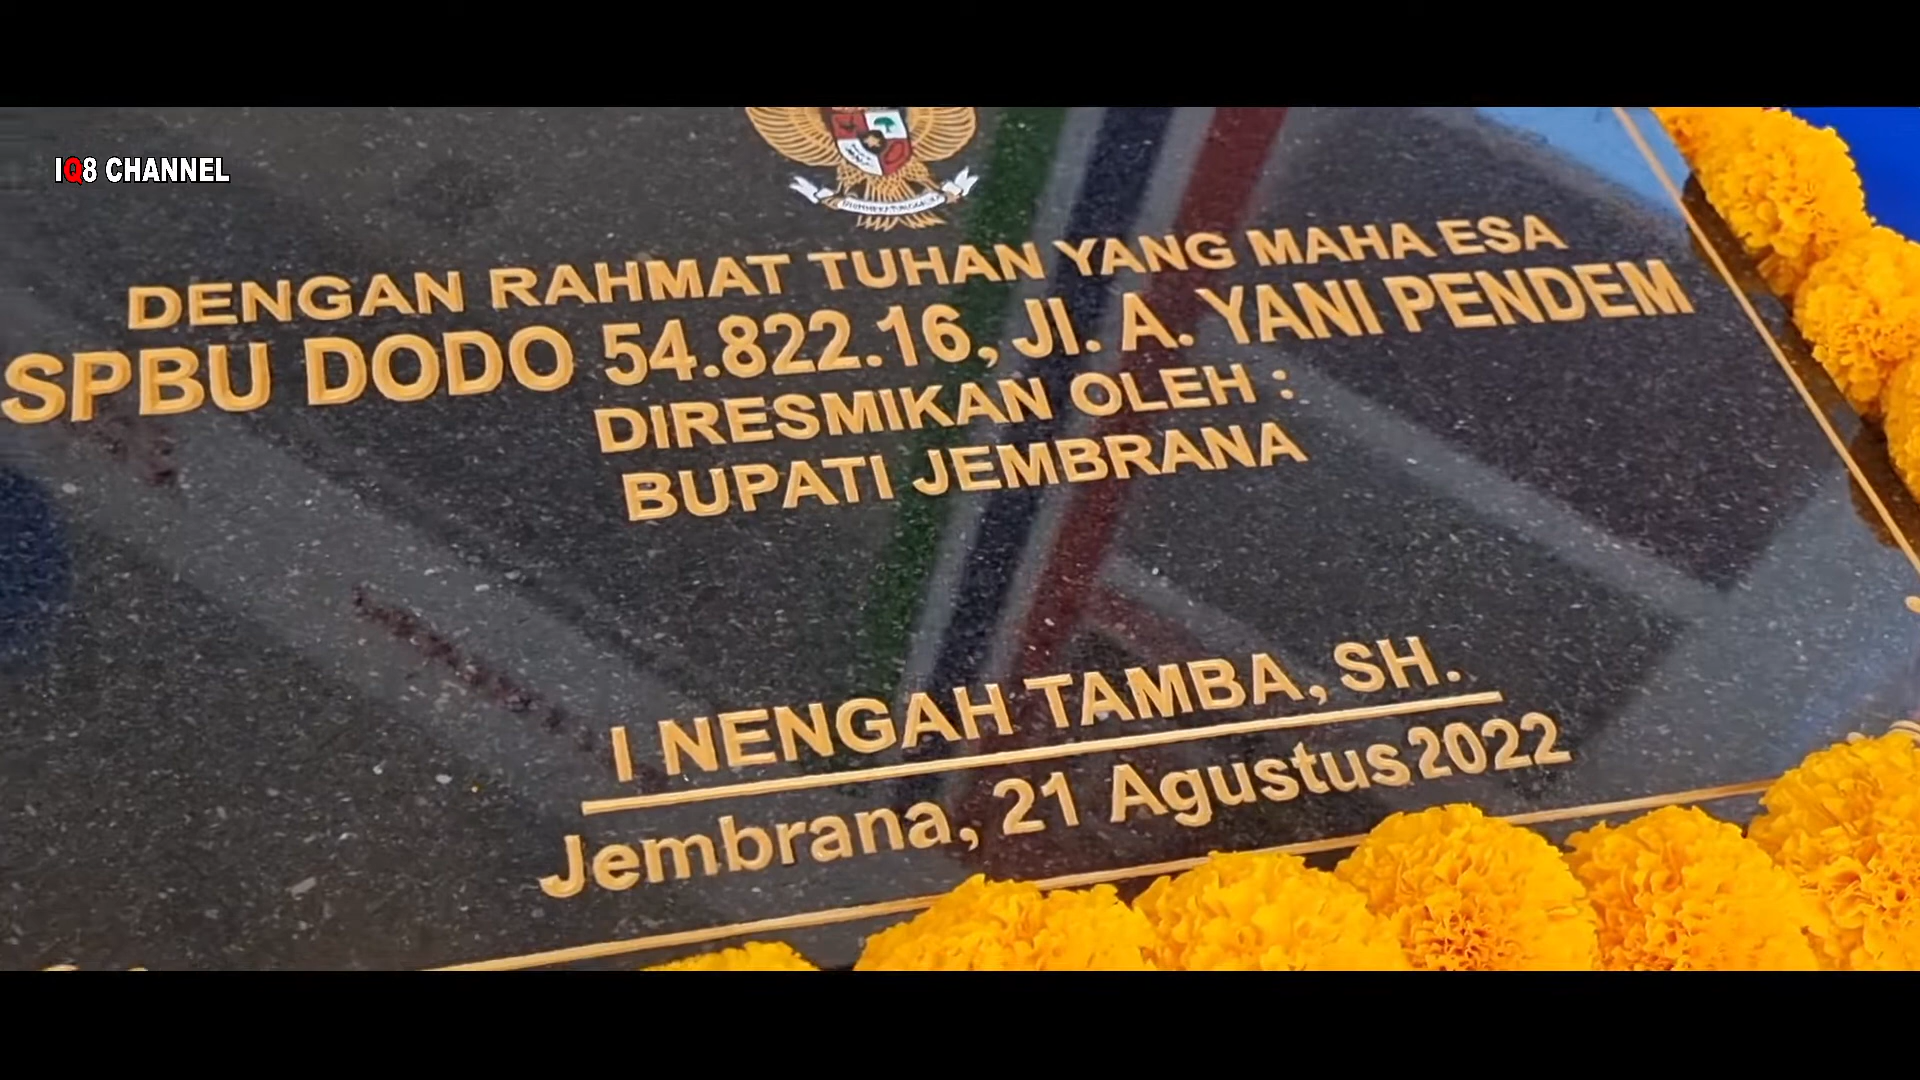 IQ8 CHANNEL
DENGAN RAHMAT TUHAN YANG MAHA ESA
SPBU DODO 54.822.16, Jl. A. YANI PENDEM
DIRESMIKAN OLEH :
BUPATI JEMBRANA
I NENGAH TAMBA, SH.
Jembrana, 21 Agustus 2022